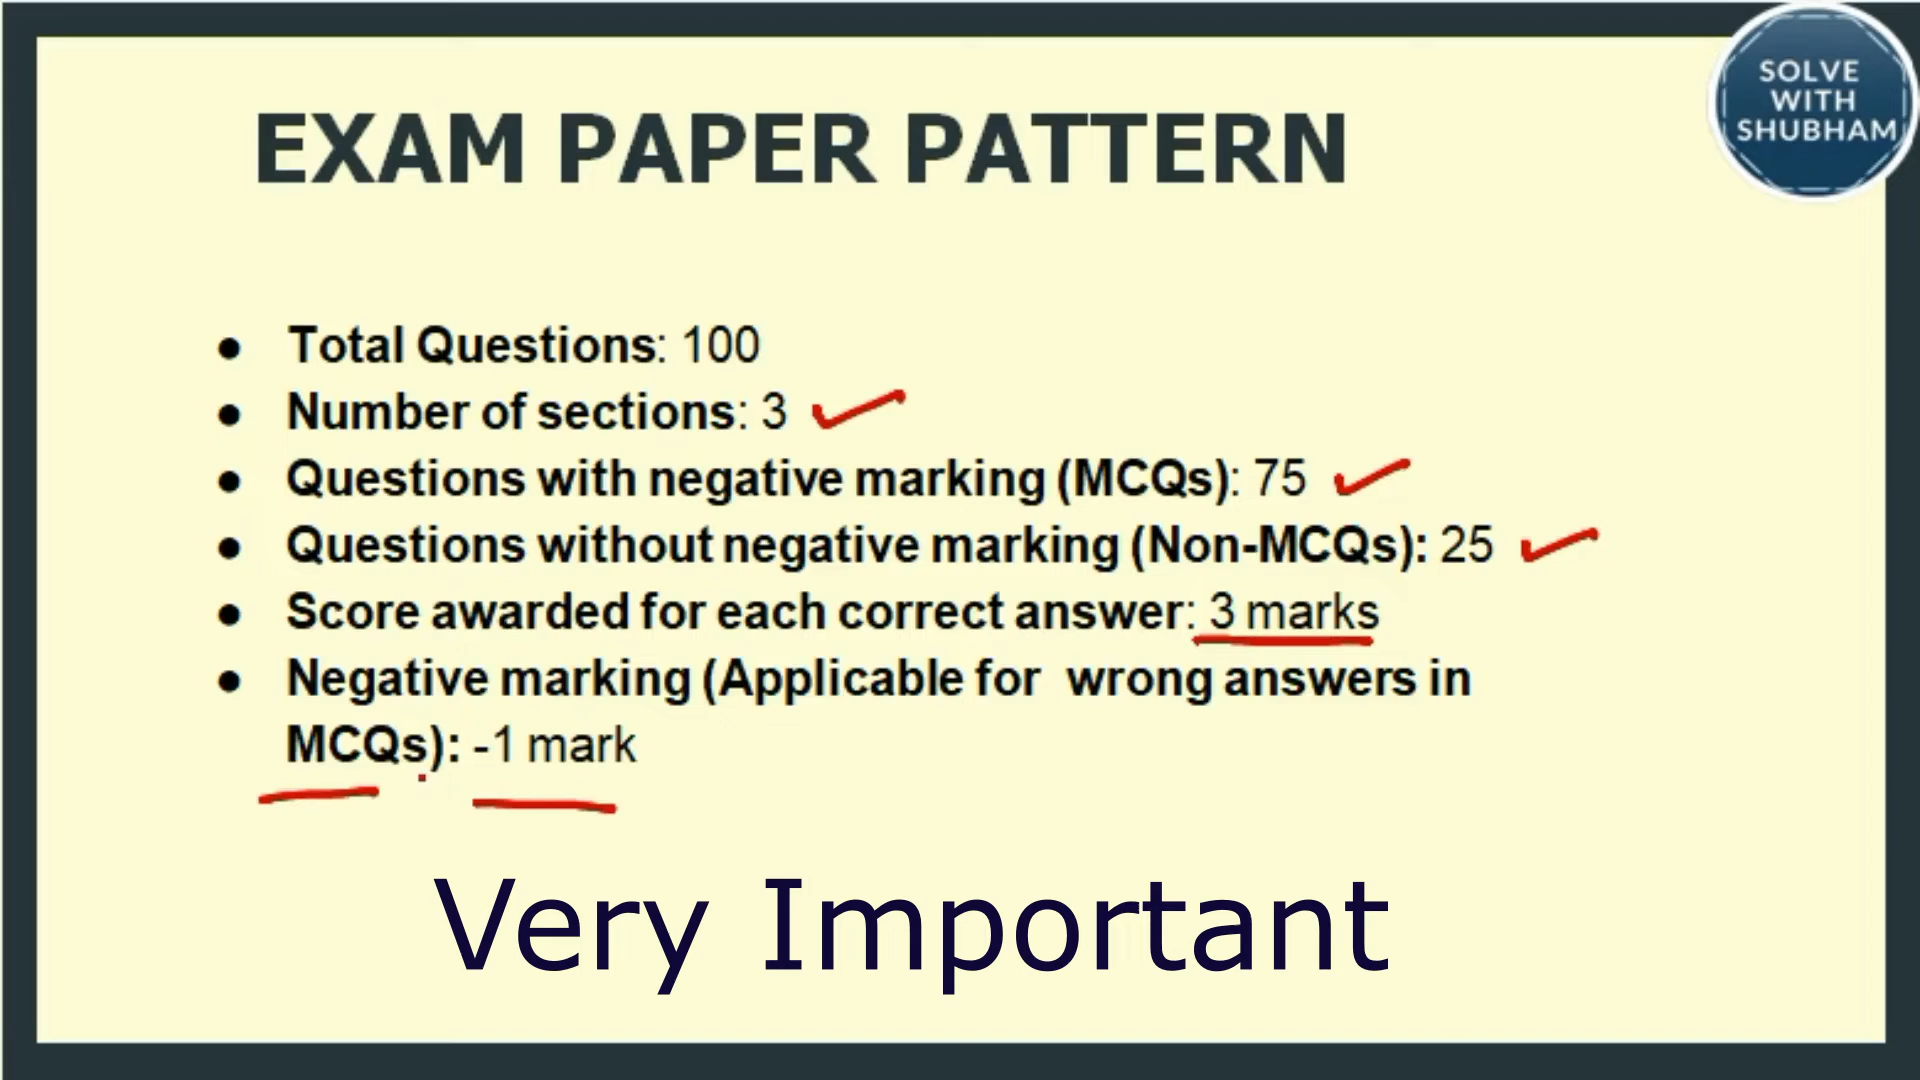 SOLVE
WITH
SHUBHAM
EXAM PAPER PATTERN
● Total Questions: 100
● Number of sections: 3
● Questions with negative marking (MCQs): 75
● Questions without negative marking (Non-MCQs): 25
● Score awarded for each correct answer: 3 marks
● Negative marking (Applicable for wrong answers in
MCQs): -1 mark
Very Important